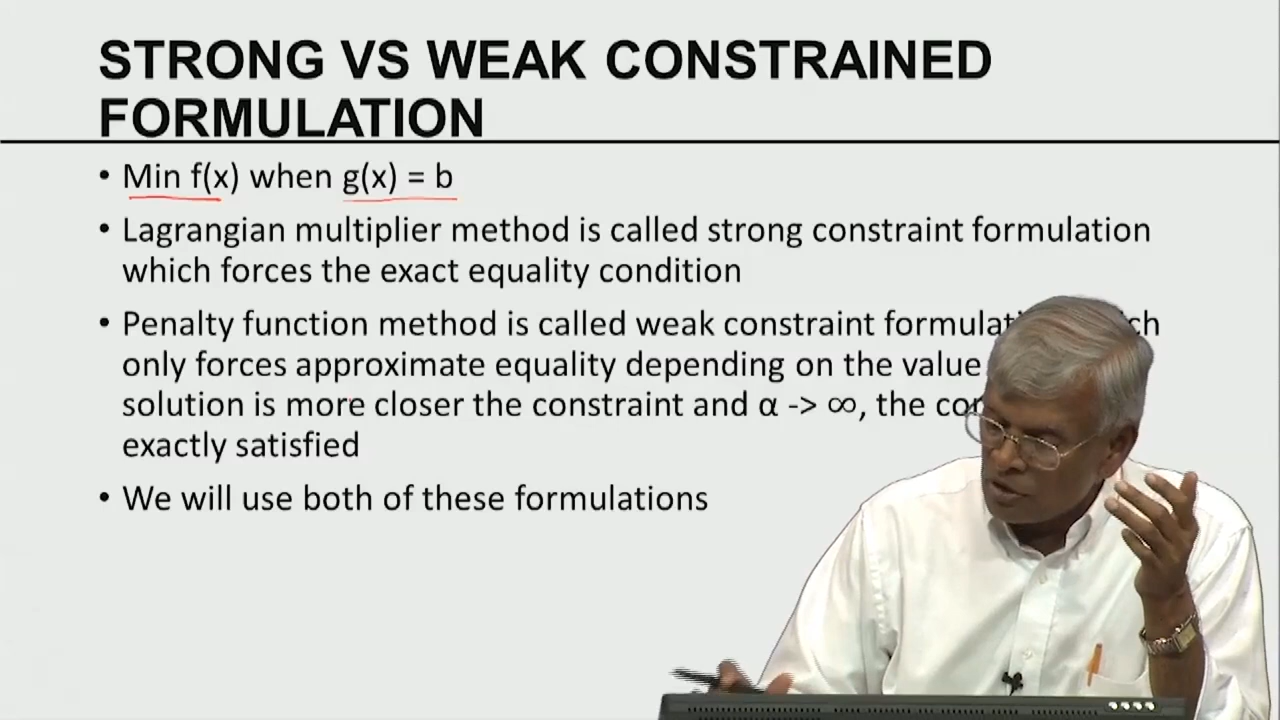 STRONG VS WEAK CONSTRAINED
FORMULATION
• Min f(x) when g(x) = b
• Lagrangian multiplier method is called strong constraint formulation
which forces the exact equality condition
• Penalty function method is called weak constraint
only forces approximate equality depending on the value
solution is more closer the constraint and α -> ∞, the
exactly satisfied
• We will use both of these formulations